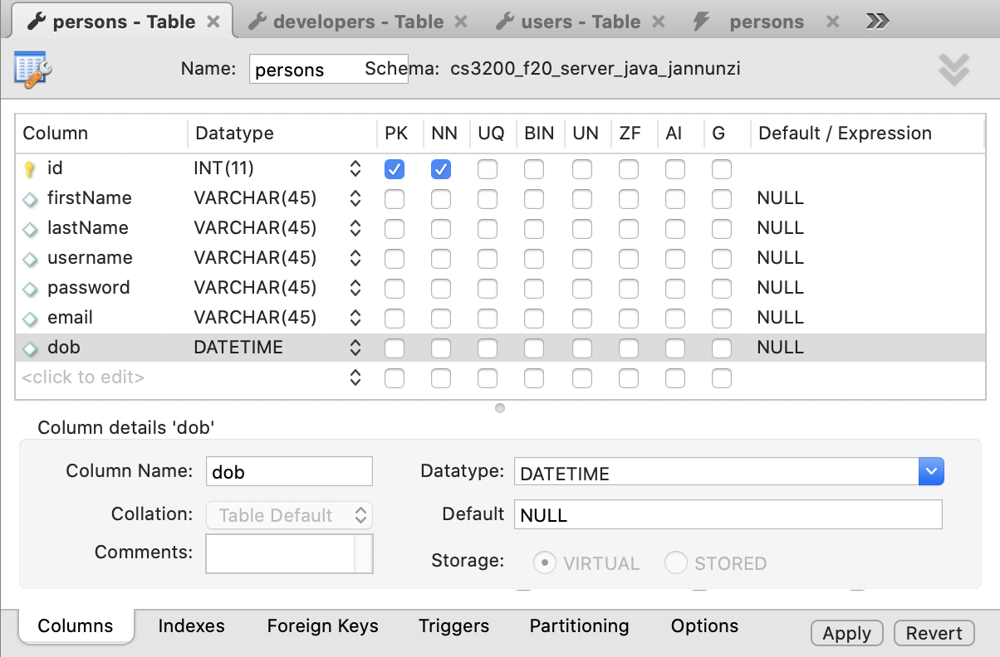 persons - Table developers - Table users - Table persons
Name: persons Schema: cs3200_f20_server_java_jannunzi
Column Datatype PK NN UQ BIN UN ZF AI G Default / Expression
id INT(11)
firstName VARCHAR(45) NULL
lastName VARCHAR(45) NULL
username VARCHAR(45) NULL
password VARCHAR(45) NULL
email VARCHAR(45) NULL
dob DATETIME NULL
<click to edit>
Column details 'dob'
Column Name: dob Datatype: DATETIME
Collation: Table Default Default NULL
Comments: Storage: VIRTUAL STORED
Columns Indexes Foreign Keys Triggers Partitioning Options Apply Revert